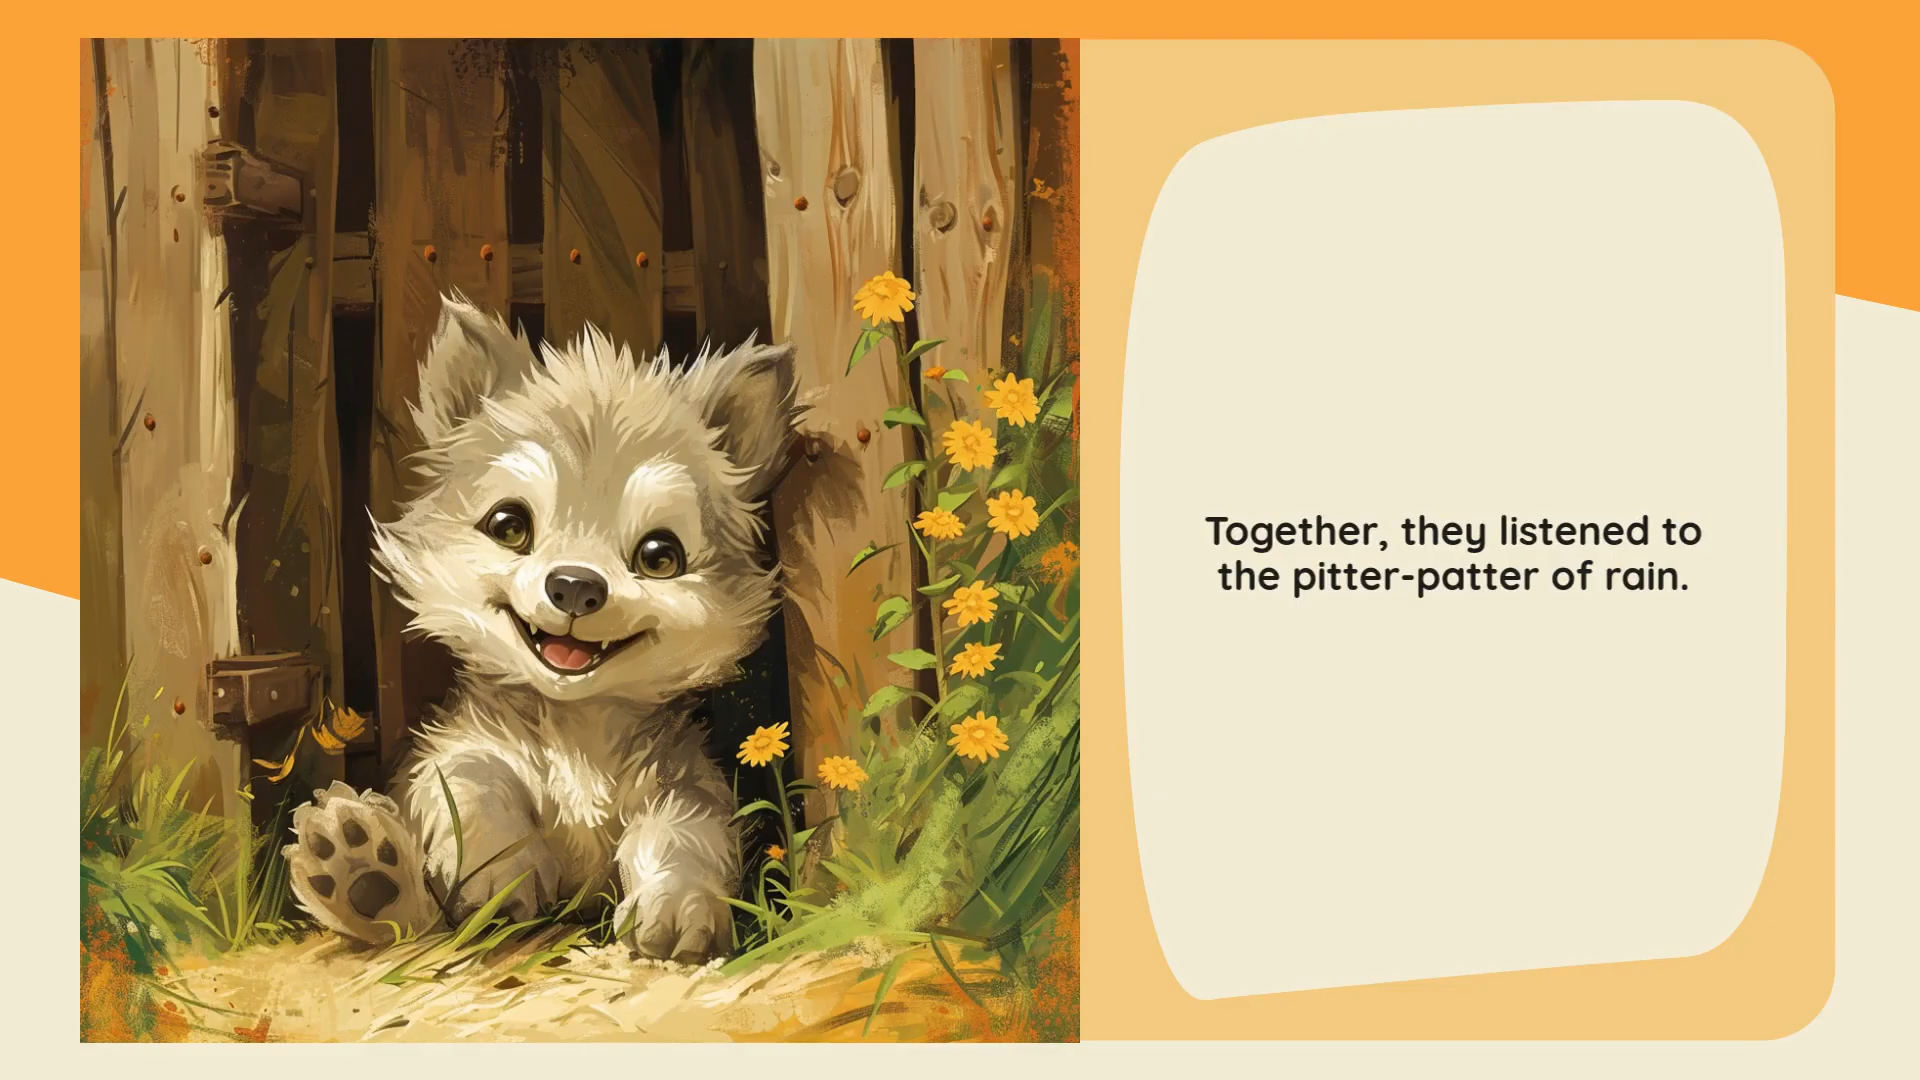 Together, they listened to
the pitter-patter of rain.